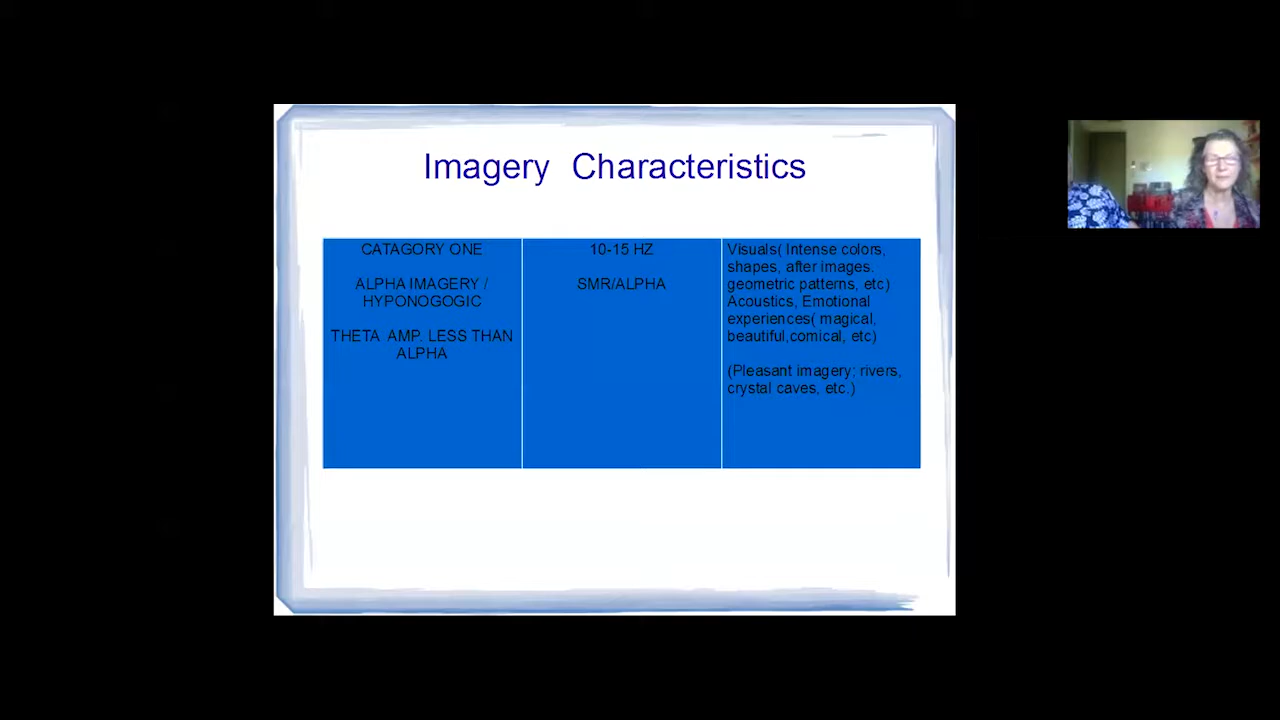 Imagery Characteristics
CATAGORY ONE
ALPHA IMAGERY /
HYPONOGOGIC
THETA AMP. LESS THAN
ALPHA
10-15 HZ
SMR/ALPHA
Visuals( Intense colors,
shapes, after images.
geometric patterns, etc)
Acoustics, Emotional
experiences( magical,
beautiful,comical, etc)
(Pleasant imagery; rivers,
crystal caves, etc.)